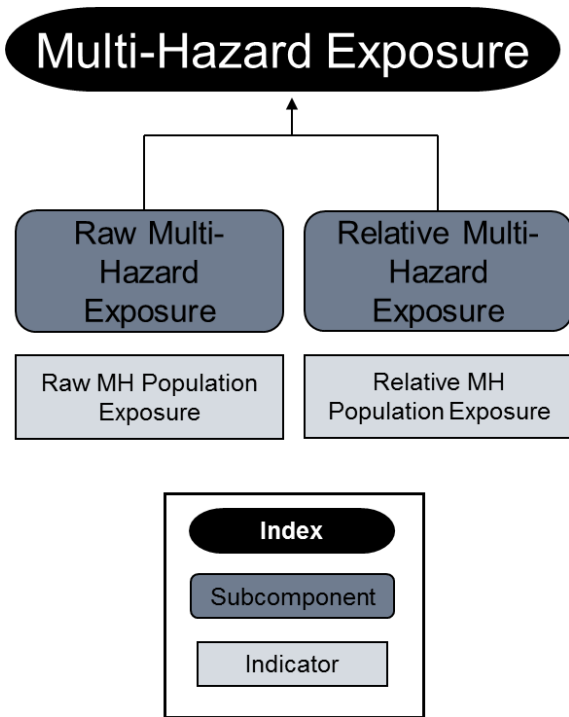 Multi-Hazard Exposure
Raw Multi-
Hazard
Exposure
Relative Multi-
Hazard
Exposure
Raw MH Population
Exposure
Relative MH
Population Exposure
Index
Subcomponent
Indicator